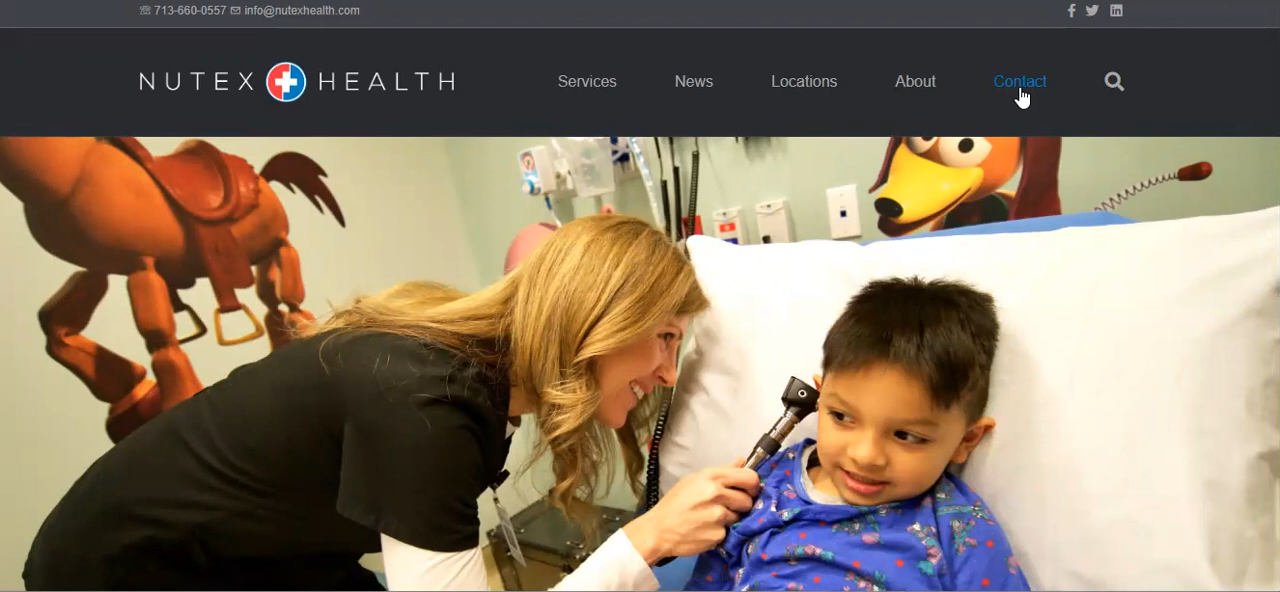 713-660-0557 info@nutexhealth.com
NUTEX HEALTH
Services News Locations About Contact